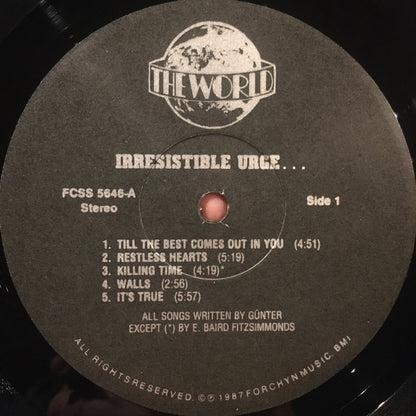 THE WORLD
IRRESISTIBLE URGE...
FCSS 5646-A
Stereo
Side 1
1. TILL THE BEST COMES OUT IN YOU (4:51)
2. RESTLESS HEARTS (5:19)
3. KILLING TIME (4:19)*
4. WALLS (2:56)
5. IT'S TRUE (5:57)
ALL SONGS WRITTEN BY GÜNTER
EXCEPT (*) BY E. BAIRD FITZSIMMONDS
ALL RIGHTS RESERVED. © ℗ 1987 FORCHYN MUSIC, BMI